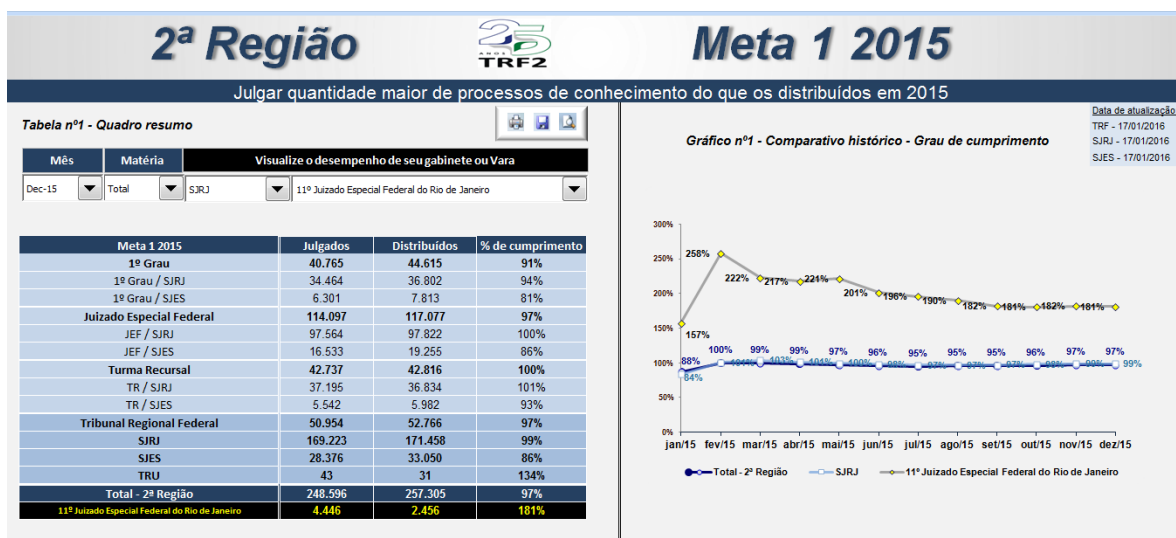 2ª Região
25
ANOS
TRF2
Meta 1 2015
Julgar quantidade maior de processos de conhecimento do que os distribuídos em 2015
Tabela nº1 - Quadro resumo
Mês Matéria Visualize o desempenho de seu gabinete ou Vara
Dec-15 Total SJRJ 11º Juizado Especial Federal do Rio de Janeiro
Meta 1 2015 Julgados Distribuídos % de cumprimento
1º Grau 40.765 44.615 91%
1º Grau / SJRJ 34.464 36.802 94%
1º Grau / SJES 6.301 7.813 81%
Juizado Especial Federal 114.097 117.077 97%
JEF / SJRJ 97.564 97.822 100%
JEF / SJES 16.533 19.255 86%
Turma Recursal 42.737 42.816 100%
TR / SJRJ 37.195 36.834 101%
TR / SJES 5.542 5.982 93%
Tribunal Regional Federal 50.954 52.766 97%
SJRJ 169.223 171.458 99%
SJES 28.376 33.050 86%
TRU 43 31 134%
Total - 2ª Região 248.596 257.305 97%
11º Juizado Especial Federal do Rio de Janeiro 4.446 2.456 181%
Data de atualização
TRF - 17/01/2016
SJRJ - 17/01/2016
SJES - 17/01/2016
Gráfico nº1 - Comparativo histórico - Grau de cumprimento
300%
250%
200%
150%
100%
50%
0%
157% 258% 222% 217% 221% 201% 196% 190% 182% 181% 182% 181%
88% 100% 99% 99% 97% 96% 95% 95% 95% 96% 97% 97%
84% 101% 103% 101% 100% 98% 97% 97% 97% 98% 99% 99%
jan/15 fev/15 mar/15 abr/15 mai/15 jun/15 jul/15 ago/15 set/15 out/15 nov/15 dez/15
Total - 2ª Região SJRJ 11º Juizado Especial Federal do Rio de Janeiro